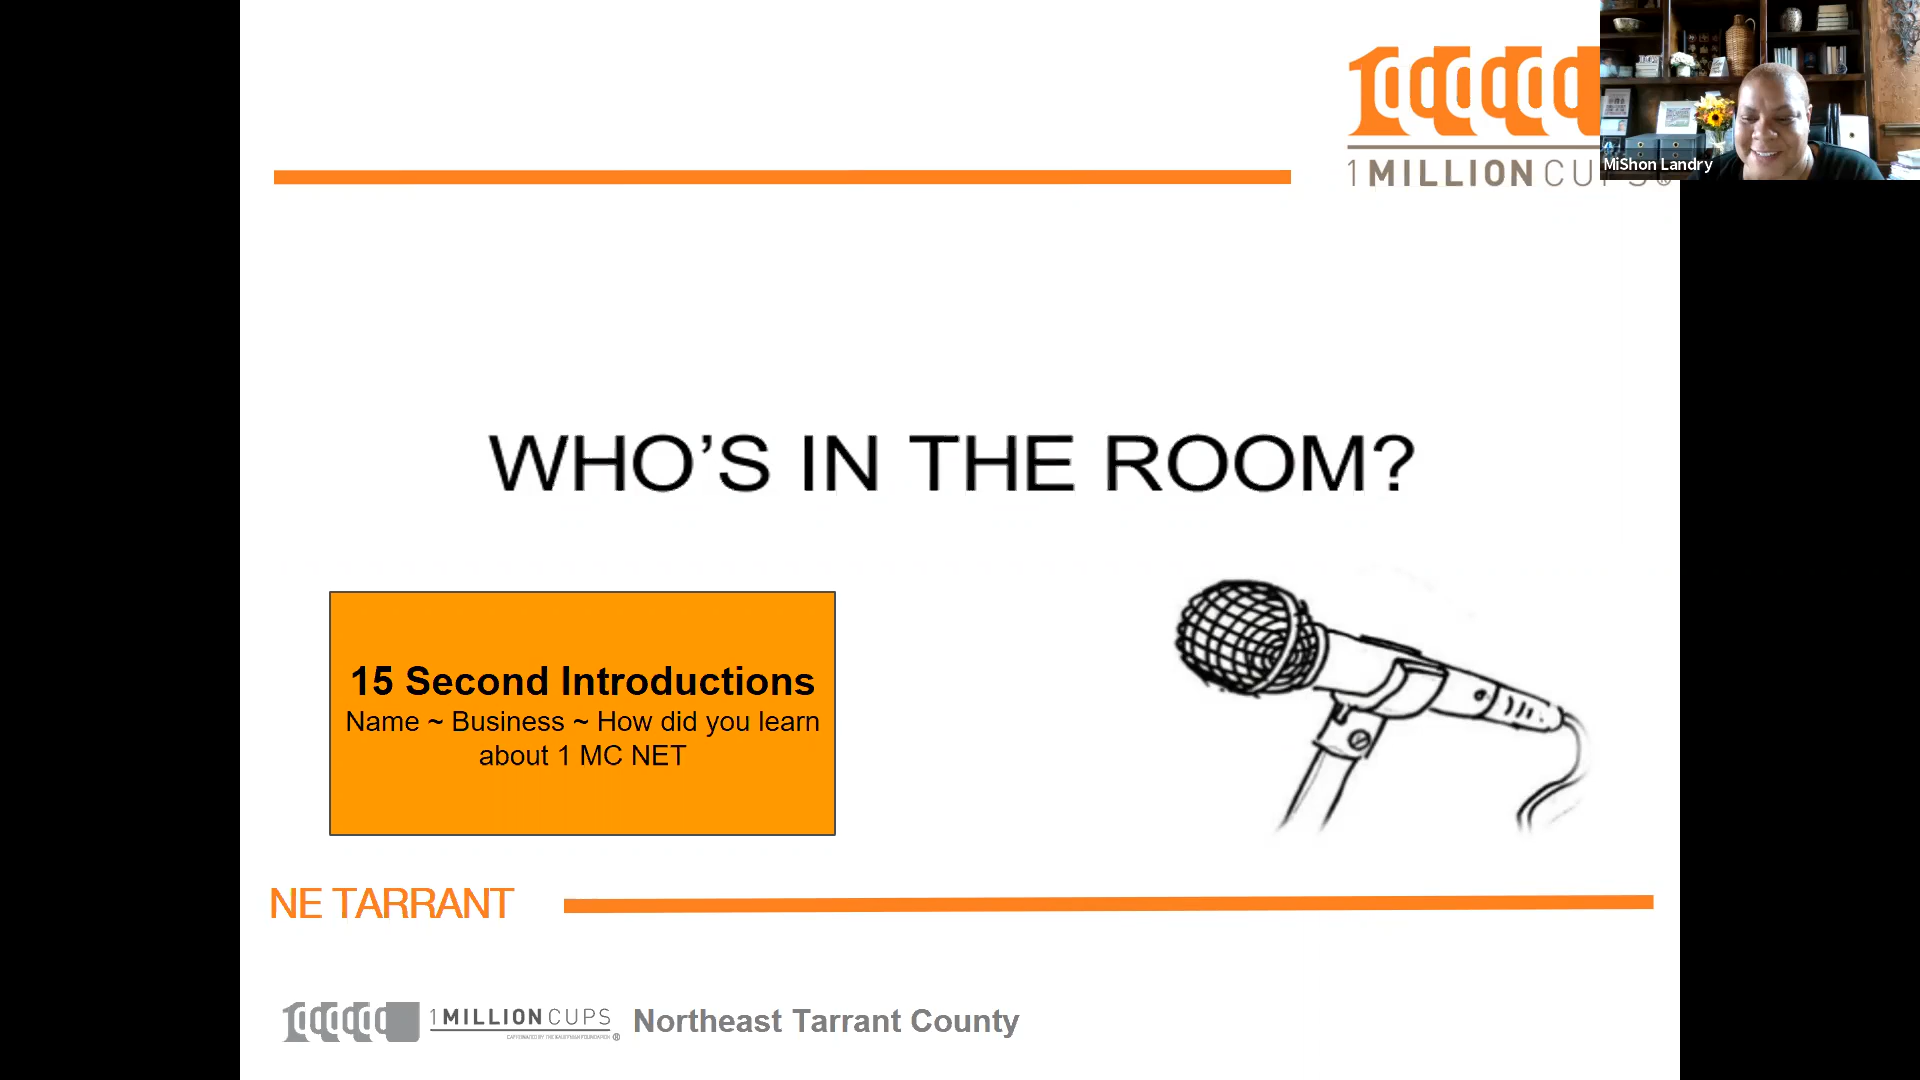 1 MILLION CUPS®
MiShon Landry
WHO'S IN THE ROOM?
15 Second Introductions
Name ~ Business ~ How did you learn
about 1 MC NET
NE TARRANT
1 MILLION CUPS ®
Northeast Tarrant County